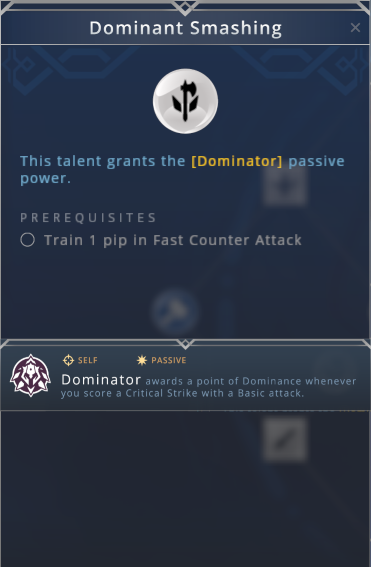 Dominant Smashing
This talent grants the [Dominator] passive
power.
PREREQUISITES
Train 1 pip in Fast Counter Attack
SELF PASSIVE
Dominator awards a point of Dominance whenever
you score a Critical Strike with a Basic attack.